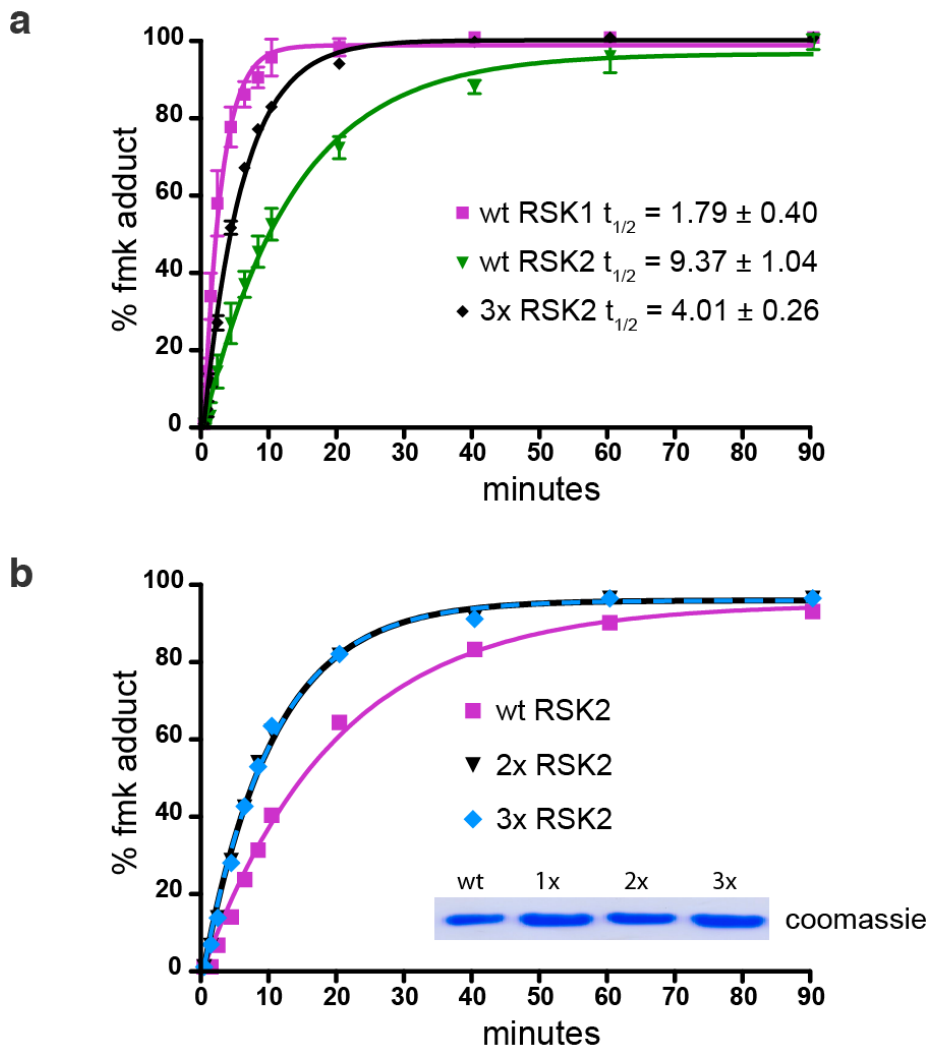 a
100
80
60
40
20
0
% fmk adduct
wt RSK1 t1/2 = 1.79 ± 0.40
wt RSK2 t1/2 = 9.37 ± 1.04
3x RSK2 t1/2 = 4.01 ± 0.26
0 10 20 30 40 50 60 70 80 90
minutes
b
100
80
60
40
20
0
% fmk adduct
wt RSK2
2x RSK2
3x RSK2
wt 1x 2x 3x
coomassie
0 10 20 30 40 50 60 70 80 90
minutes